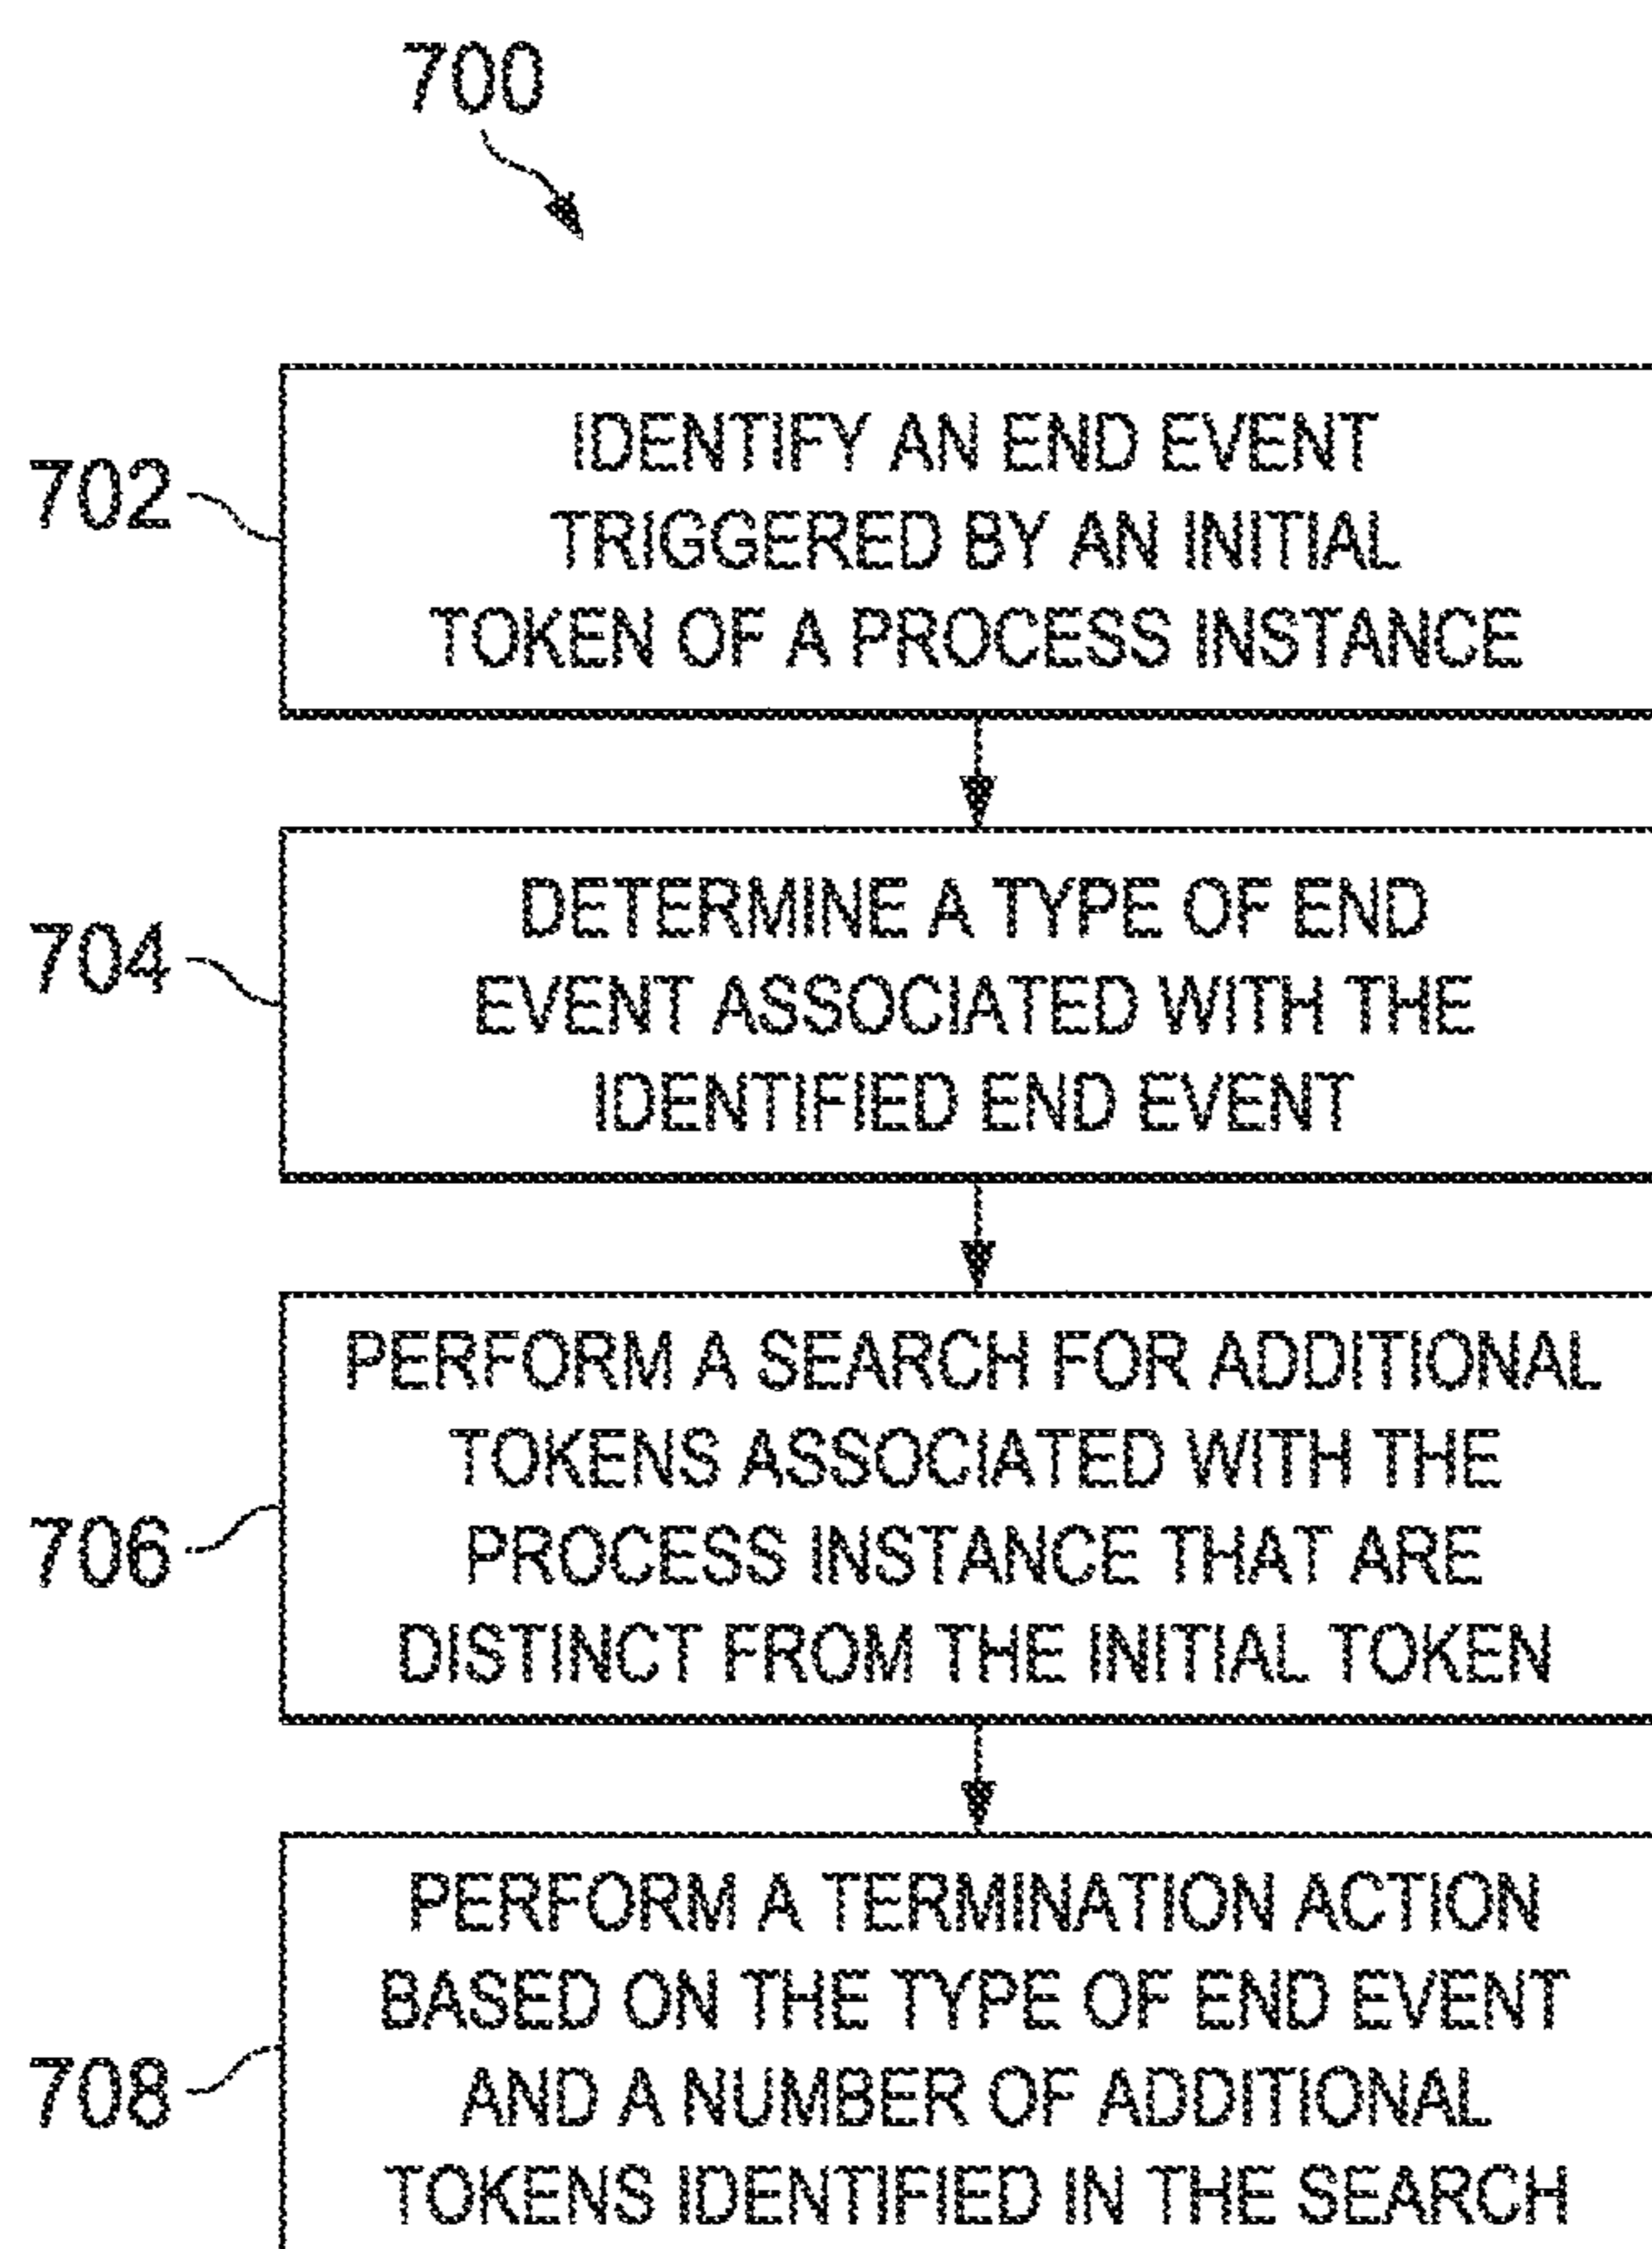 700
702
IDENTIFY AN END EVENT
TRIGGERED BY AN INITIAL
TOKEN OF A PROCESS INSTANCE
704
DETERMINE A TYPE OF END
EVENT ASSOCIATED WITH THE
IDENTIFIED END EVENT
706
PERFORM A SEARCH FOR ADDITIONAL
TOKENS ASSOCIATED WITH THE
PROCESS INSTANCE THAT ARE
DISTINCT FROM THE INITIAL TOKEN
708
PERFORM A TERMINATION ACTION
BASED ON THE TYPE OF END EVENT
AND A NUMBER OF ADDITIONAL
TOKENS IDENTIFIED IN THE SEARCH